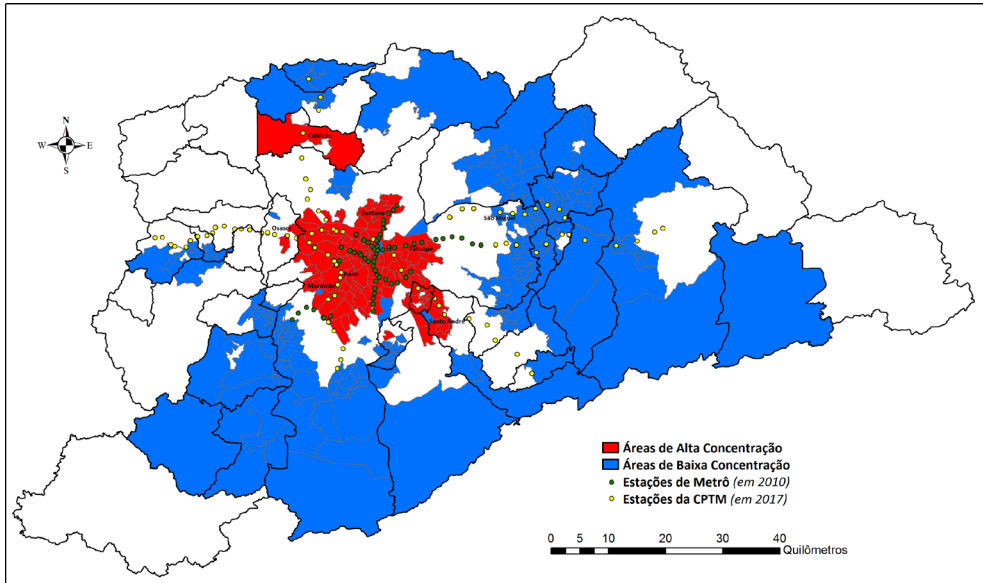 N
W E
S
Caieiras
Santana
São Miguel
Osasco
Tatuapé
Itaim
Morumbi
Santo André
Áreas de Alta Concentração
Áreas de Baixa Concentração
Estações de Metrô (em 2010)
Estações da CPTM (em 2017)
0 5 10 20 30 40
Quilômetros